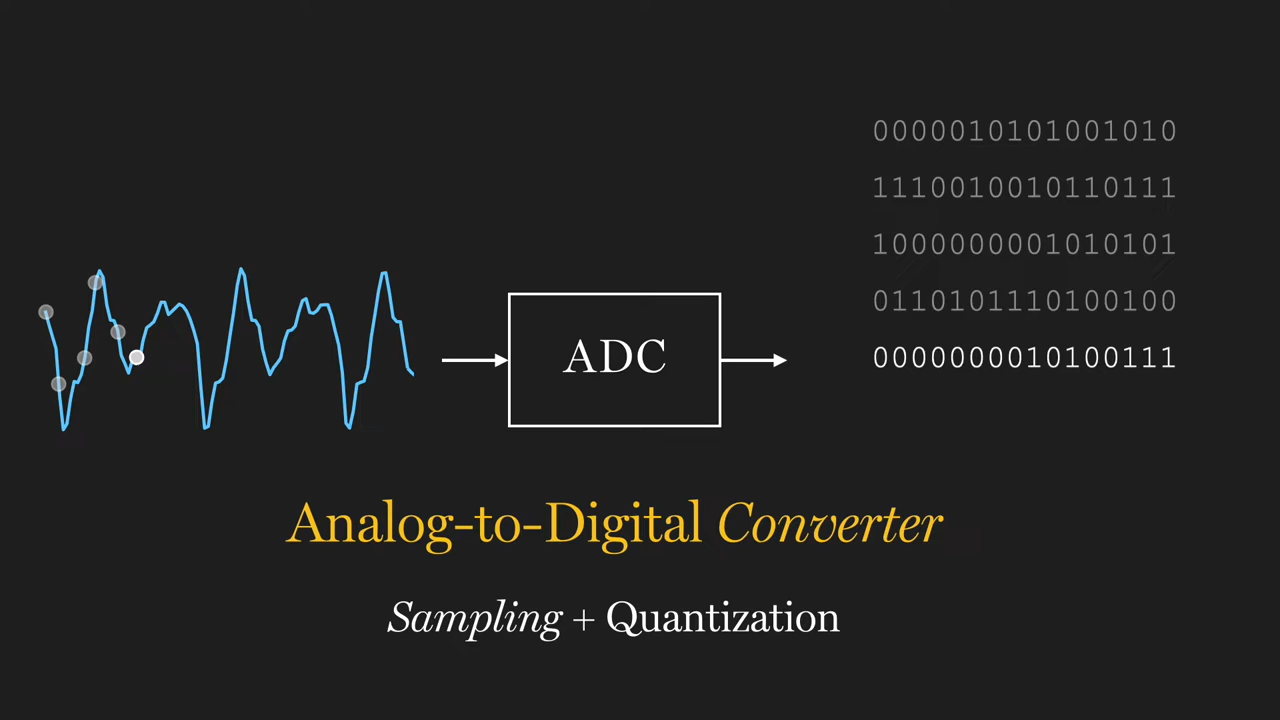 0000010101001010
1110010010110111
1000000001010101
0110101110100100
0000000010100111
ADC
Analog-to-Digital Converter
Sampling + Quantization